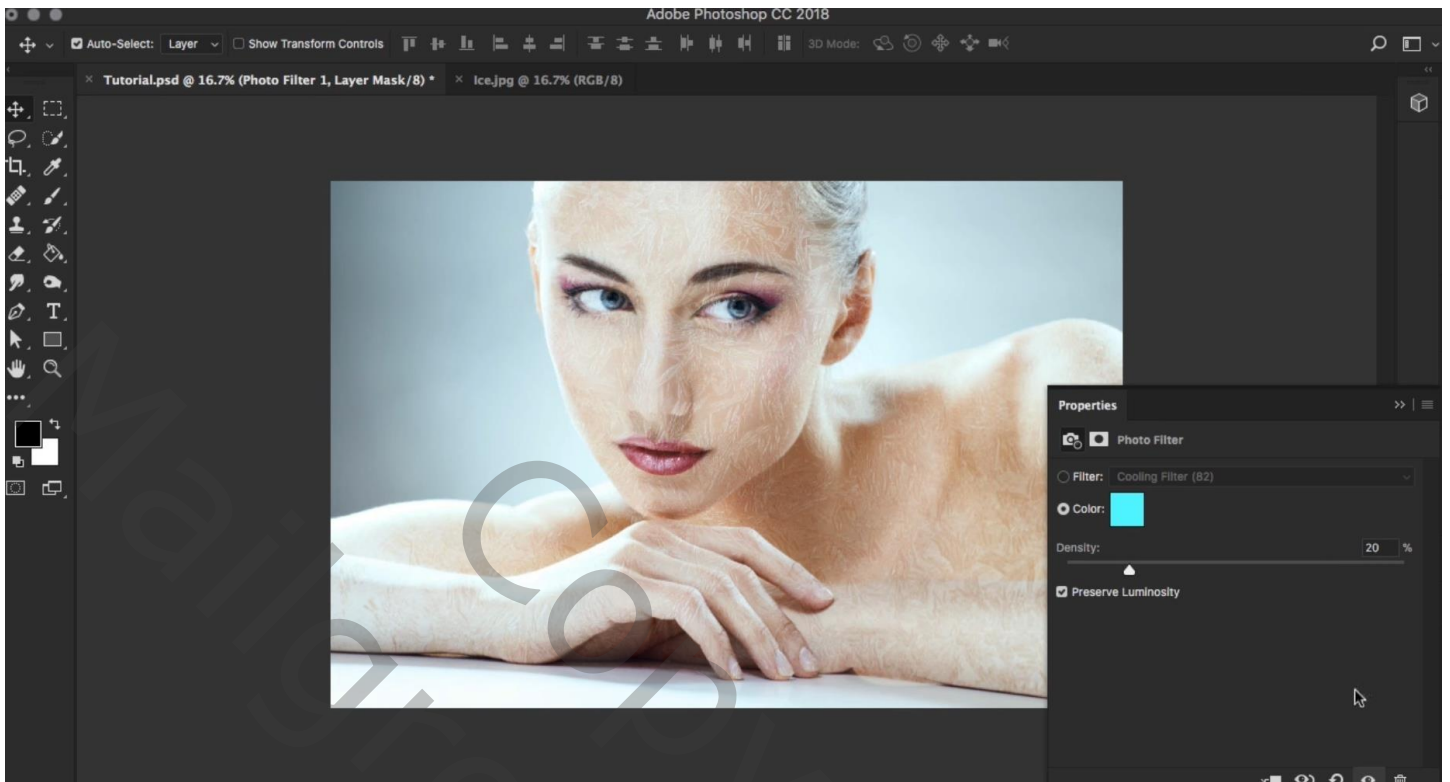 Adobe Photoshop CC 2018
Auto-Select: Layer Show Transform Controls 3D Mode:
× Tutorial.psd @ 16.7% (Photo Filter 1, Layer Mask/8) * × Ice.jpg @ 16.7% (RGB/8)
T
Properties
Photo Filter
Filter: Cooling Filter (82)
Color:
Density: 20 %
Preserve Luminosity